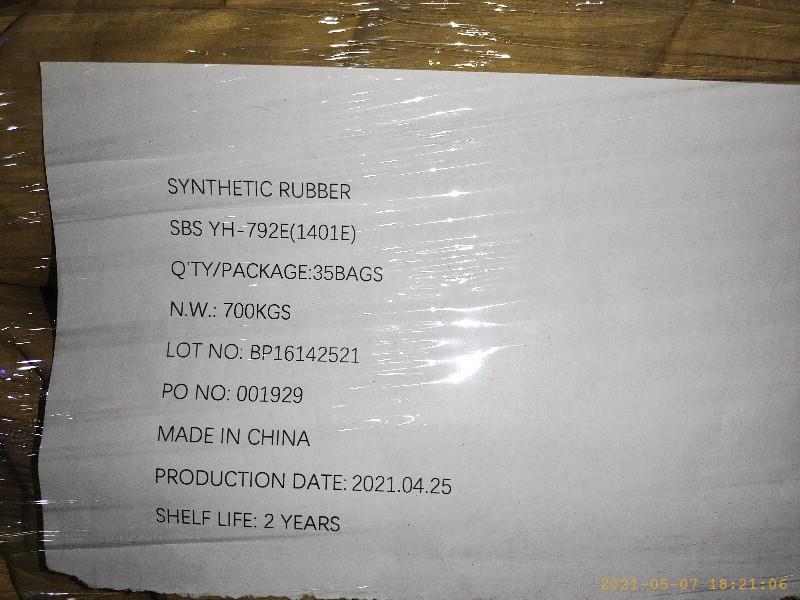 SYNTHETIC RUBBER
SBS YH-792E(1401E)
Q'TY/PACKAGE:35BAGS
N.W.: 700KGS
LOT NO: BP16142521
PO NO: 001929
MADE IN CHINA
PRODUCTION DATE: 2021.04.25
SHELF LIFE: 2 YEARS
2021-05-07 18:21:06